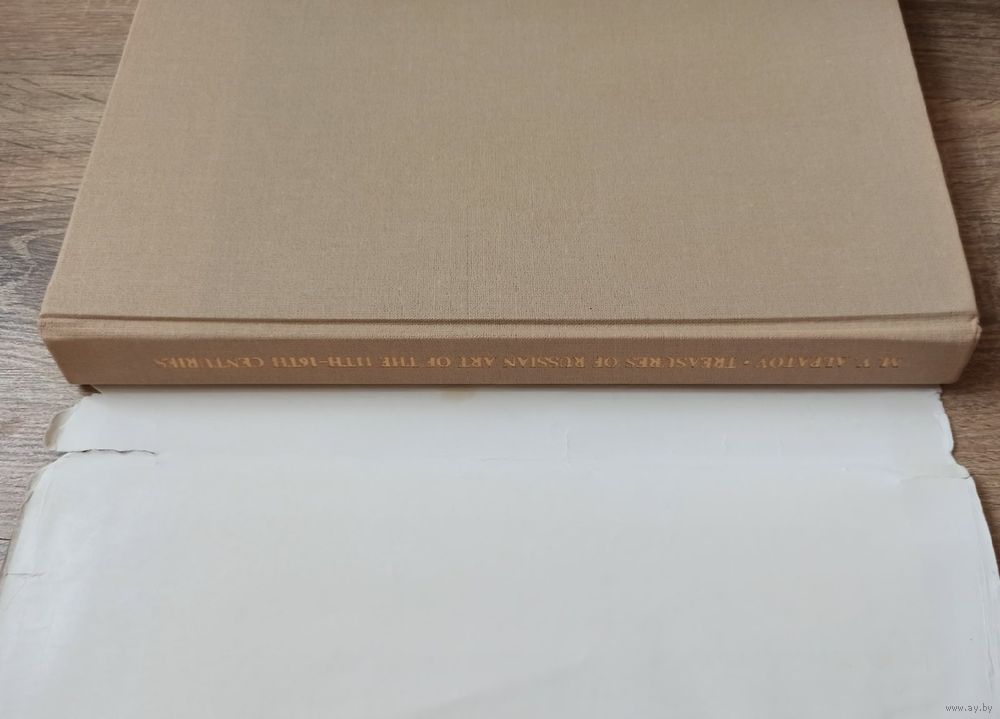 M. V. ALPATOV · TREASURES OF RUSSIAN ART OF THE 11TH–16TH CENTURIES
www.ay.by